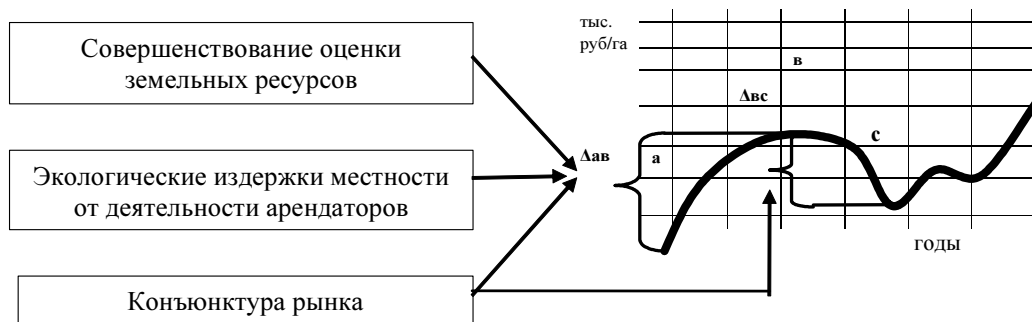 Совершенствование оценки
земельных ресурсов
Экологические издержки местности
от деятельности арендаторов
Конъюнктура рынка
тыс.
руб/га
в
Δвс
с
Δав
а
годы